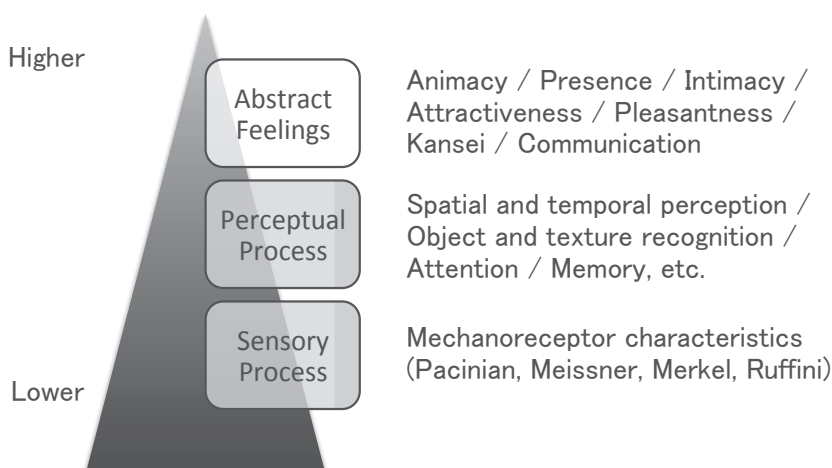 Higher
Abstract
Feelings
Animacy / Presence / Intimacy /
Attractiveness / Pleasantness /
Kansei / Communication
Perceptual
Process
Spatial and temporal perception /
Object and texture recognition /
Attention / Memory, etc.
Sensory
Process
Mechanoreceptor characteristics
(Pacinian, Meissner, Merkel, Ruffini)
Lower